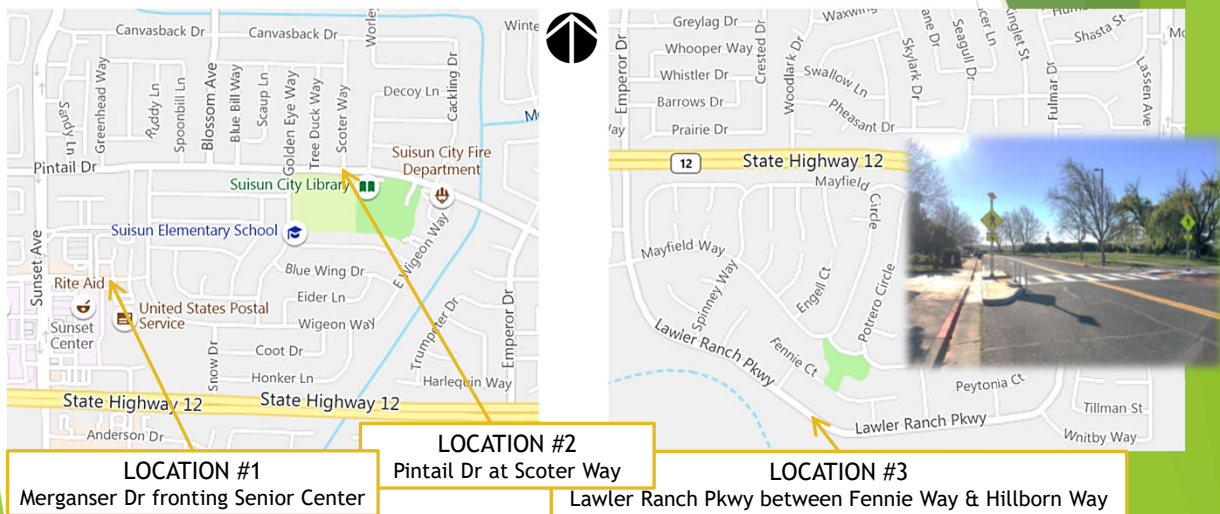 Canvasback Dr
Canvasback Dr
Worley
Winte
Sandy Ln
Greenhead Way
Ruddy Ln
Spoonbill Ln
Blossom Ave
Blue Bill Way
Scaup Ln
Golden Eye Way
Tree Duck Way
Scoter Way
Decoy Ln
Cackling Dr
Pintail Dr
Suisun City Library
Suisun City Fire
Department
Suisun Elementary School
Sunset Ave
Blue Wing Dr
E Wigeon Way
Rite Aid
Eider Ln
United States Postal
Service
Sunset
Center
Wigeon Way
Snow Dr
Coot Dr
Trumpeter Dr
Emperor Dr
Honker Ln
Harlequin Way
State Highway 12
State Highway 12
Anderson Dr
LOCATION #1
Merganser Dr fronting Senior Center
LOCATION #2
Pintail Dr at Scoter Way
Greylag Dr
Waxwing
Whooper Way
Crested Dr
Emperor Dr
Whistler Dr
Woodlark Dr
Swallow Ln
Skylark Dr
Seagull Dr
Shasta St
Lassen Ave
Fulmar Dr
Barrows Dr
Pheasant Dr
Prairie Dr
12
State Highway 12
Mayfield
Circle
Mayfield Way
Spinney Way
Engell Ct
Potrero Circle
Lawler Ranch Pkwy
Fennie Ct
Peytonia Ct
Tillman St
Lawler Ranch Pkwy
Whitby Way
LOCATION #3
Lawler Ranch Pkwy between Fennie Way & Hillborn Way